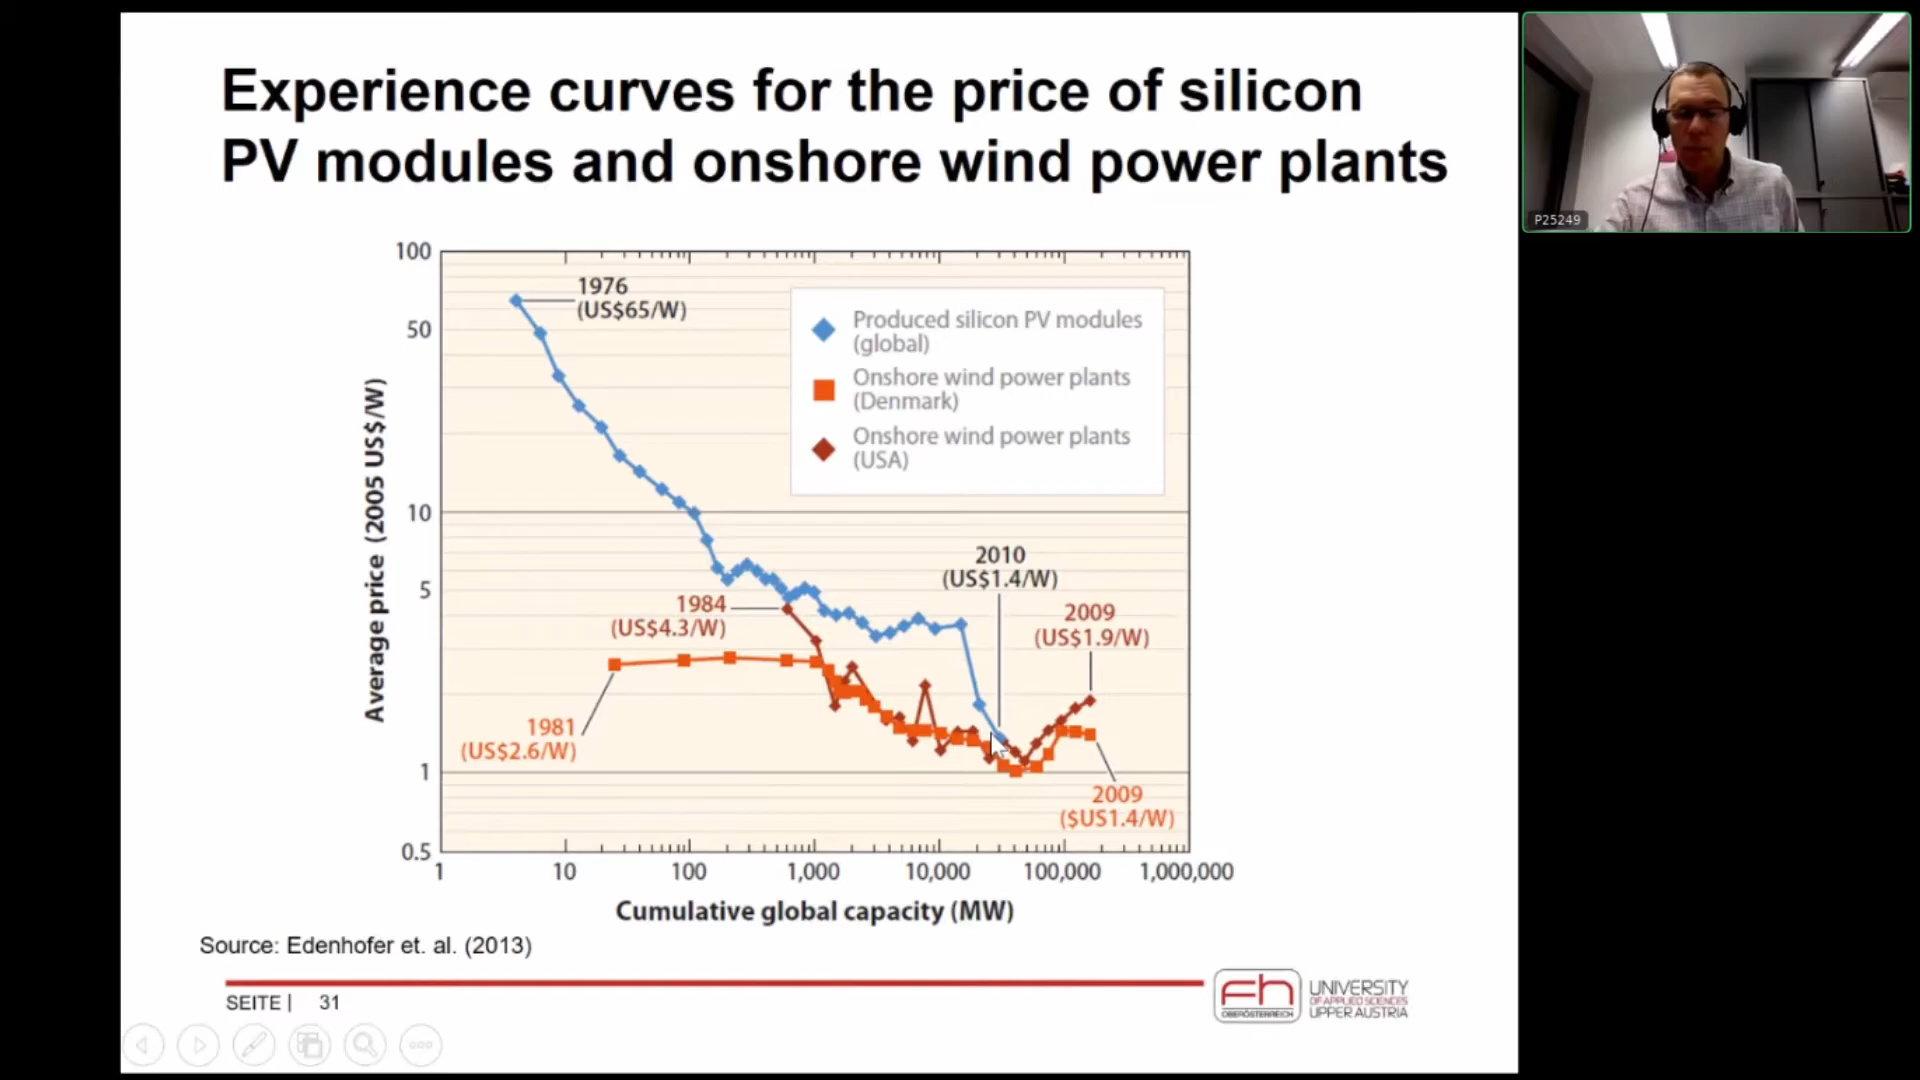 Experience curves for the price of silicon
PV modules and onshore wind power plants
P25249
100
50
10
5
1
0.5
Average price (2005 US$/W)
1976
(US$65/W)
Produced silicon PV modules
(global)
Onshore wind power plants
(Denmark)
Onshore wind power plants
(USA)
2010
(US$1.4/W)
1984
(US$4.3/W)
2009
(US$1.9/W)
1981
(US$2.6/W)
2009
($US1.4/W)
1
10
100
1,000
10,000
100,000
1,000,000
Cumulative global capacity (MW)
Source: Edenhofer et. al. (2013)
SEITE | 31
fh
OBERÖSTERREICH
UNIVERSITY
OF APPLIED SCIENCES
UPPER AUSTRIA